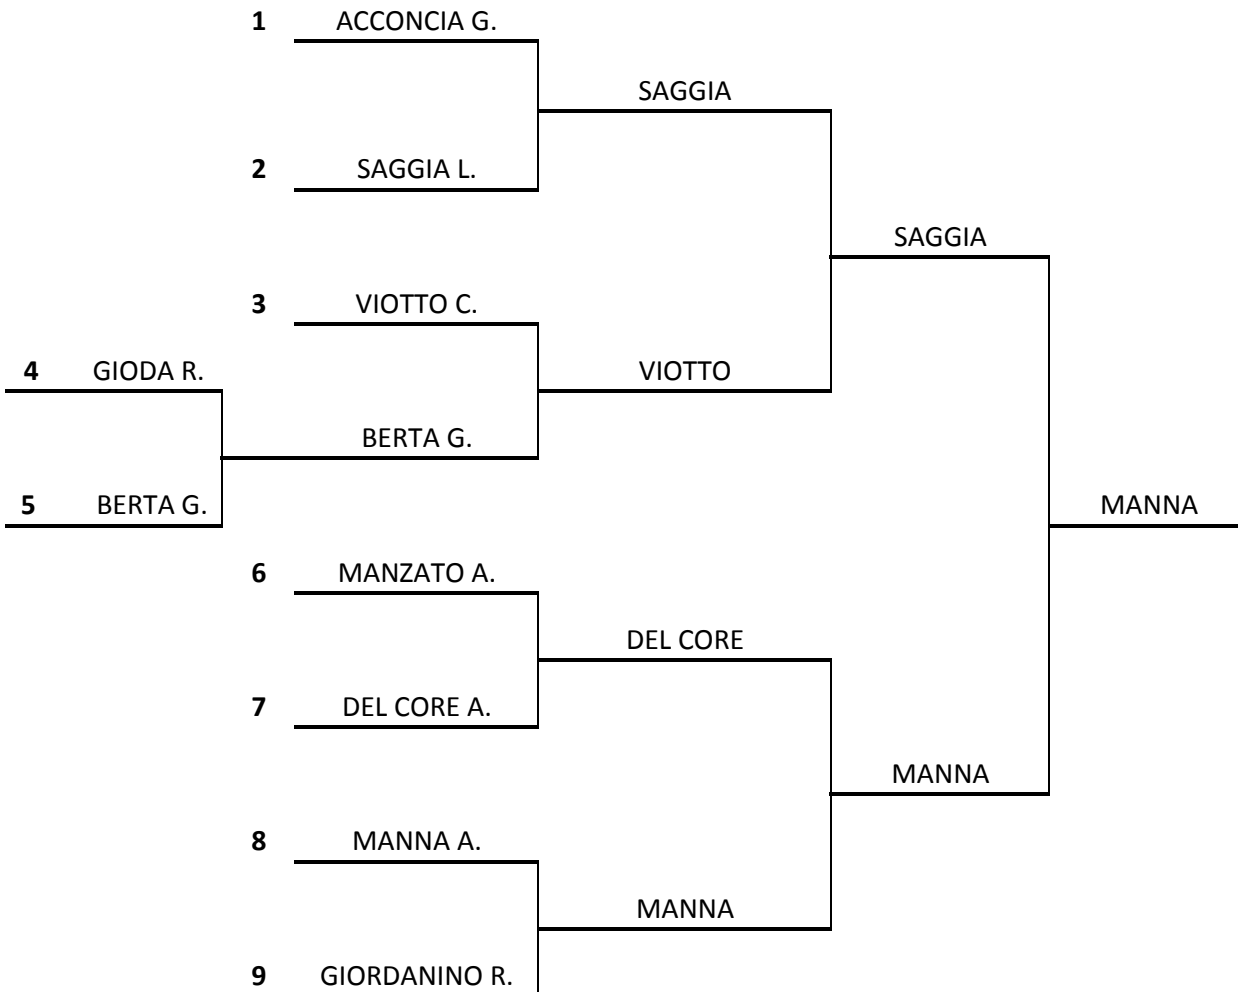 1 ACCONCIA G.
SAGGIA
2 SAGGIA L.
SAGGIA
3 VIOTTO C.
4 GIODA R.
VIOTTO
BERTA G.
5 BERTA G.
MANNA
6 MANZATO A.
DEL CORE
7 DEL CORE A.
MANNA
8 MANNA A.
MANNA
9 GIORDANINO R.